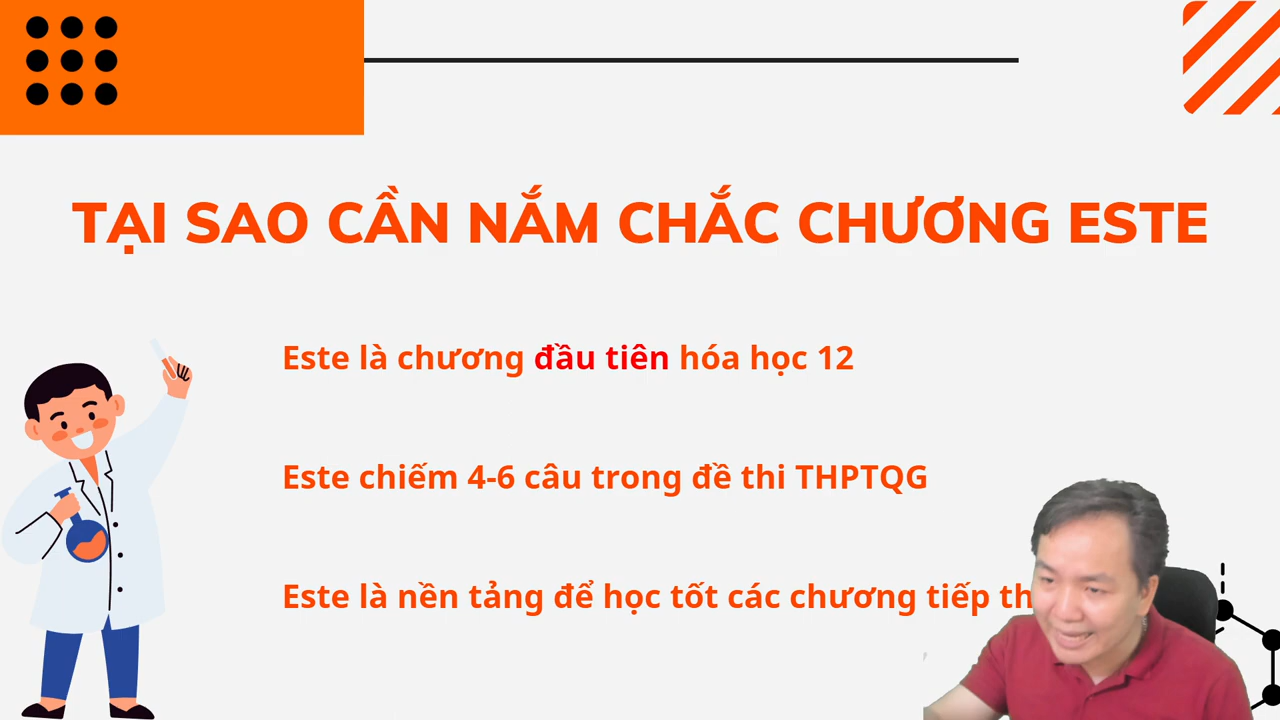 TẠI SAO CẦN NẮM CHẮC CHƯƠNG ESTE
Este là chương đầu tiên hóa học 12
Este chiếm 4-6 câu trong đề thi THPTQG
Este là nền tảng để học tốt các chương tiếp